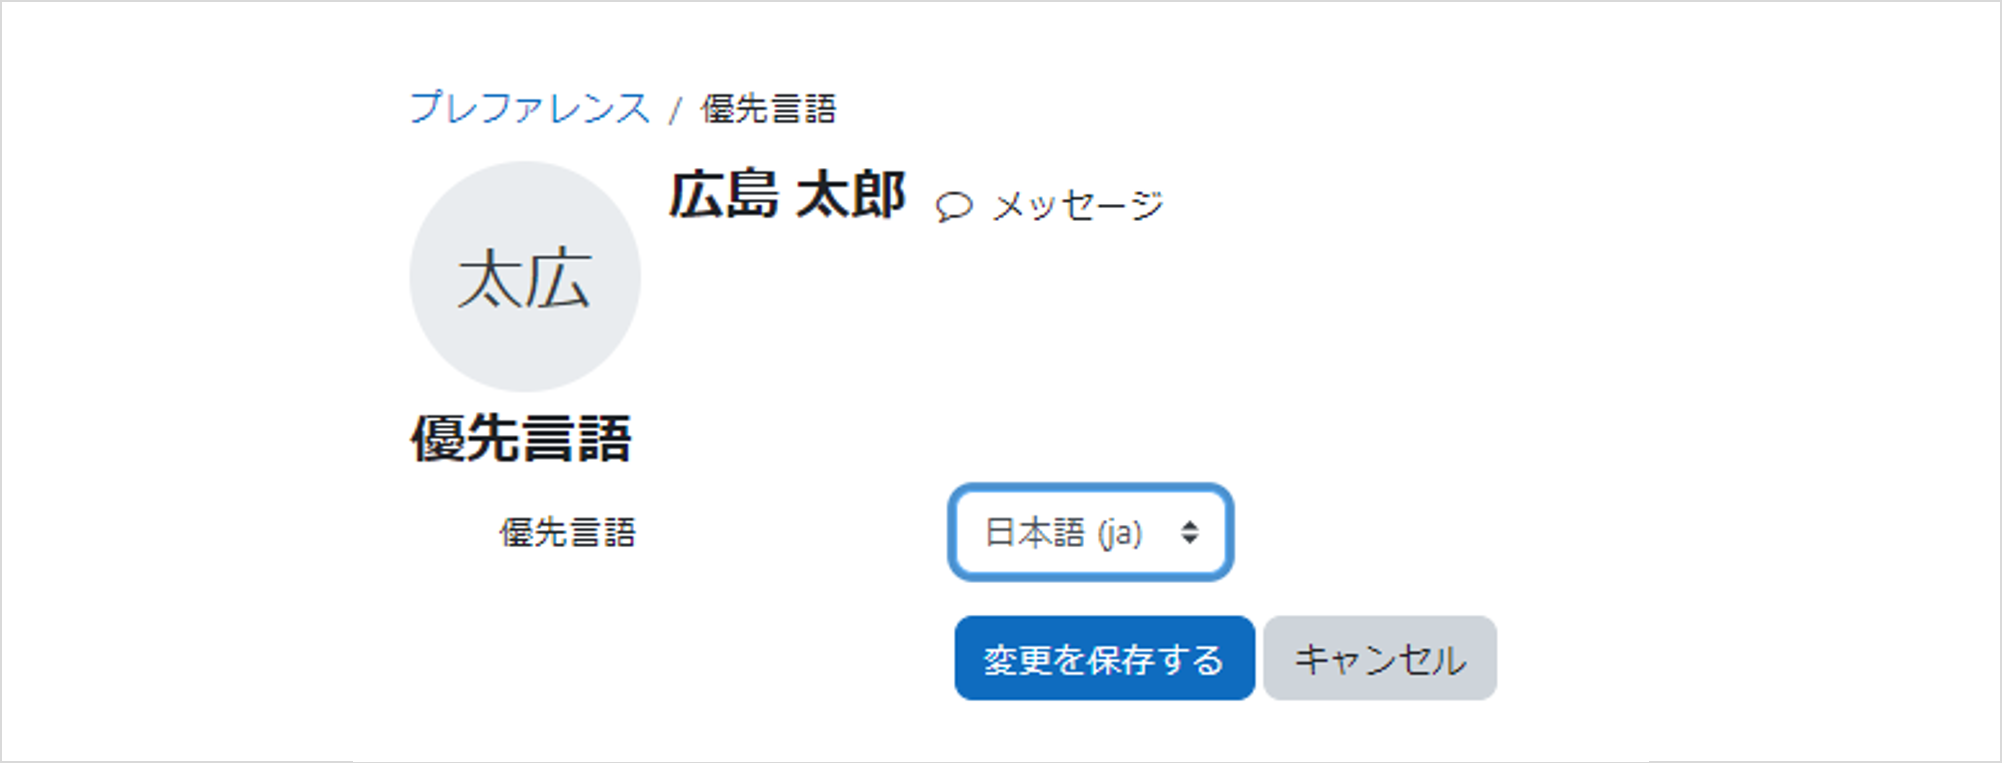 プレファレンス / 優先言語
広島 太郎 メッセージ
太広
優先言語
優先言語 日本語 (ja)
変更を保存する キャンセル